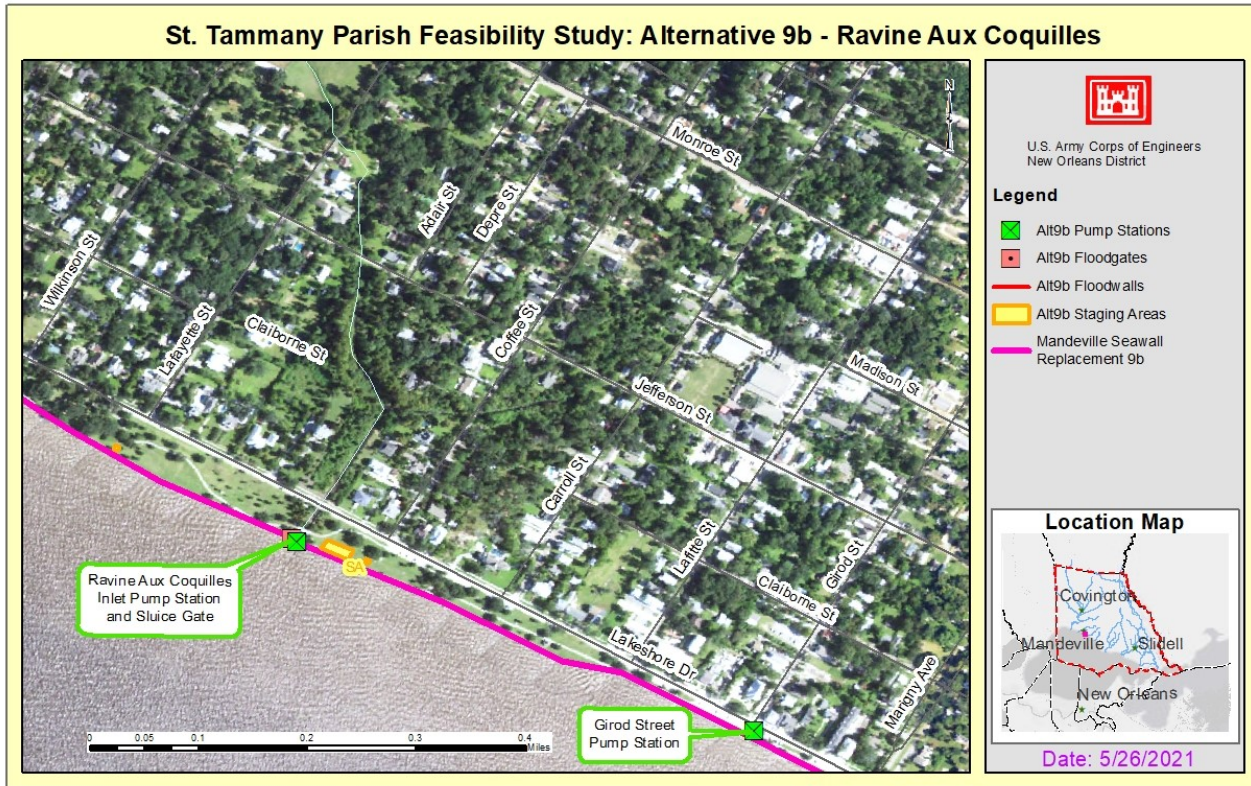 St. Tammany Parish Feasibility Study: Alternative 9b - Ravine Aux Coquilles
N
Monroe St
Adair St
Depre St
Wilkinson St
Lafayette St
Claiborne St
Coffee St
Madison St
Jefferson St
Carroll St
Lafitte St
Girod St
Claiborne St
Lakeshore Dr
Marigny Ave
SA
Ravine Aux Coquilles
Inlet Pump Station
and Sluice Gate
Girod Street
Pump Station
0 0.05 0.1 0.2 0.3 0.4
Miles
U.S. Army Corps of Engineers
New Orleans District
Legend
Alt9b Pump Stations
Alt9b Floodgates
Alt9b Floodwalls
Alt9b Staging Areas
Mandeville Seawall
Replacement 9b
Location Map
Covington
Mandeville
Slidell
New Orleans
Date: 5/26/2021